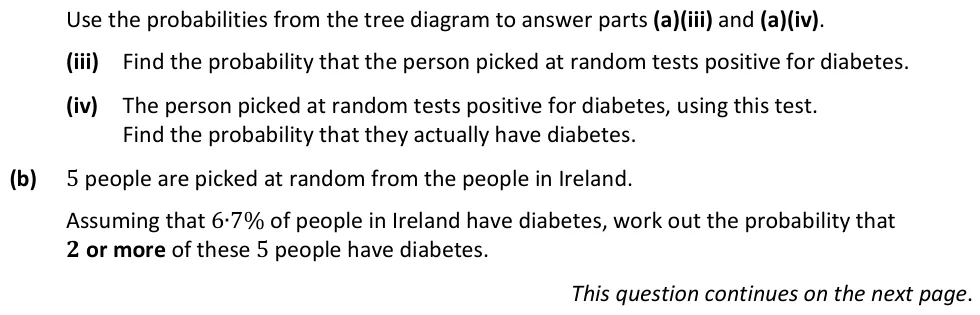 Use the probabilities from the tree diagram to answer parts (a)(iii) and (a)(iv).
(iii) Find the probability that the person picked at random tests positive for diabetes.
(iv) The person picked at random tests positive for diabetes, using this test.
Find the probability that they actually have diabetes.
(b) 5 people are picked at random from the people in Ireland.
Assuming that 6·7% of people in Ireland have diabetes, work out the probability that
2 or more of these 5 people have diabetes.
This question continues on the next page.